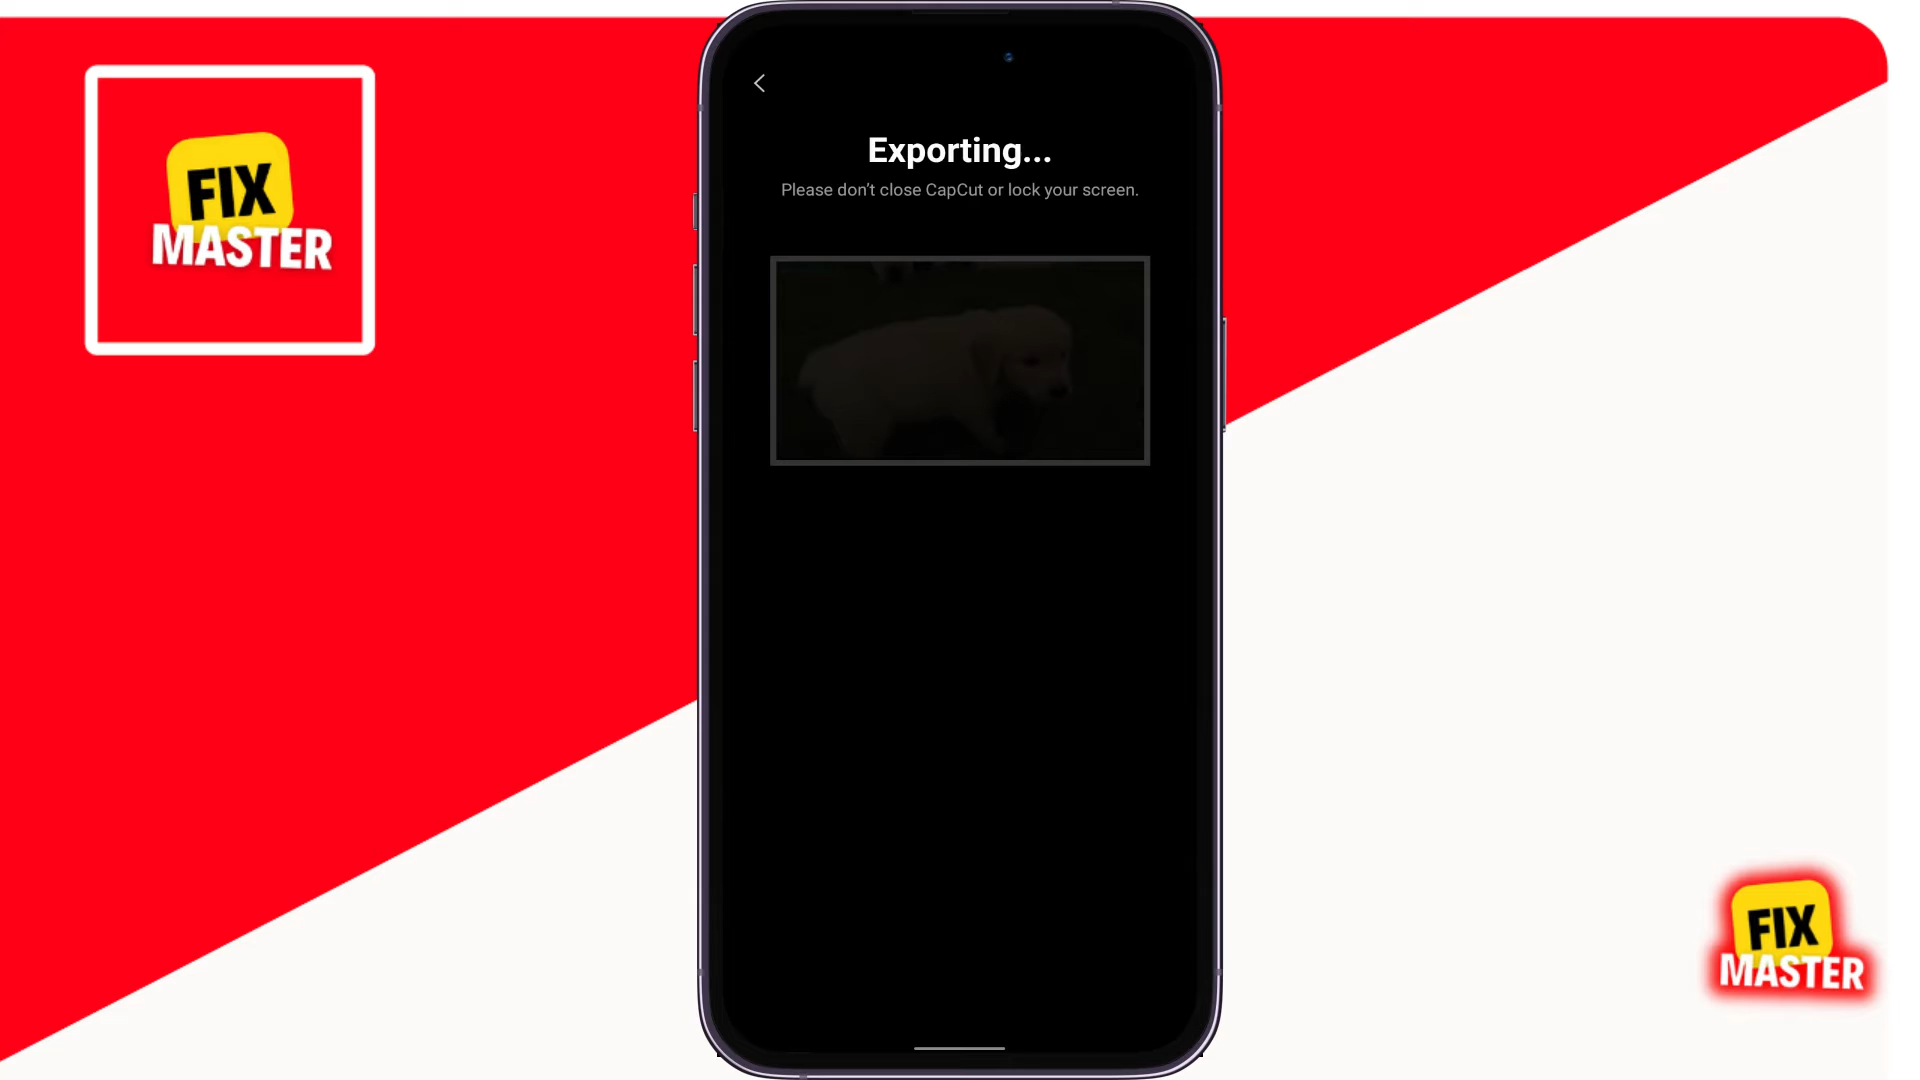 FIX
MASTER
Exporting...
Please don't close CapCut or lock your screen.
FIX
MASTER